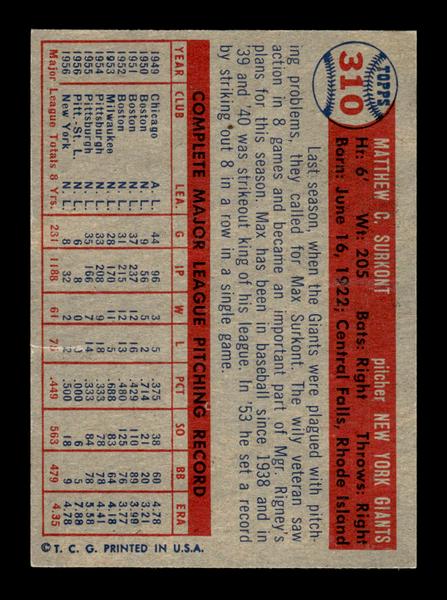 TOPPS
310
MATTHEW C. SURKONT pitcher NEW YORK GIANTS
Ht: 6' Wt: 205 Bats: Right Throws: Right
Born: June 16, 1922; Central Falls, Rhode Island
Last season, when the Giants were plagued with pitch-
ing problems, they called for Max Surkont. The wily veteran saw
action in 8 games and became an important part of Mgr. Rigney's
plans for this season. Max has been in baseball since 1938 and in
'39 and '40 was strikeout king of his league. In '53 he set a record
by striking out 8 in a row in a single game.
COMPLETE MAJOR LEAGUE PITCHING RECORD
YEAR CLUB LEA. G IP W L PCT SO BB ERA
1949 Chicago A. L. 44 96 3 5 .375 38 60 4.78
1950 Boston N. L. 9 56 5 2 .714
1951 Boston N. L. 37 237 12 16 .429 110 89 3.99
1952 Boston N. L. 31 215 12 13 .480 125 76 3.77
1953 Milwaukee N. L. 28 170 11 5 .688 83 64 4.18
1954 Pittsburgh N. L. 33 208 9 18 .333 78 78 4.41
1955 Pittsburgh N. L. 35 166 7 14 .333 84 78
1956 Pitt.-St. L. N. L. 6 0 0 .000
1956 New York N. L. 8 32 2 2 .500 18 9 4.78
Major League Totals 8 Yrs. 231 1188 61 75 .449 563 479 4.35
© T. C. G. PRINTED IN U.S.A.